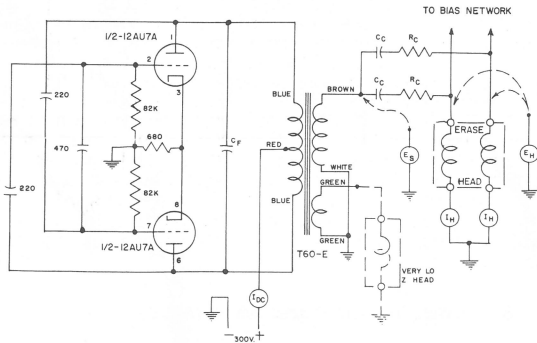 TO BIAS NETWORK
1/2-12AU7A
1
2
3
CC
RC
CC
RC
220
82K
BLUE
BROWN
470
680
CF
RED
ES
ERASE
EH
HEAD
WHITE
220
82K
GREEN
BLUE
IH
IH
8
7
GREEN
6
T60-E
1/2-12AU7A
VERY LO
Z HEAD
IDC
− 300V. +